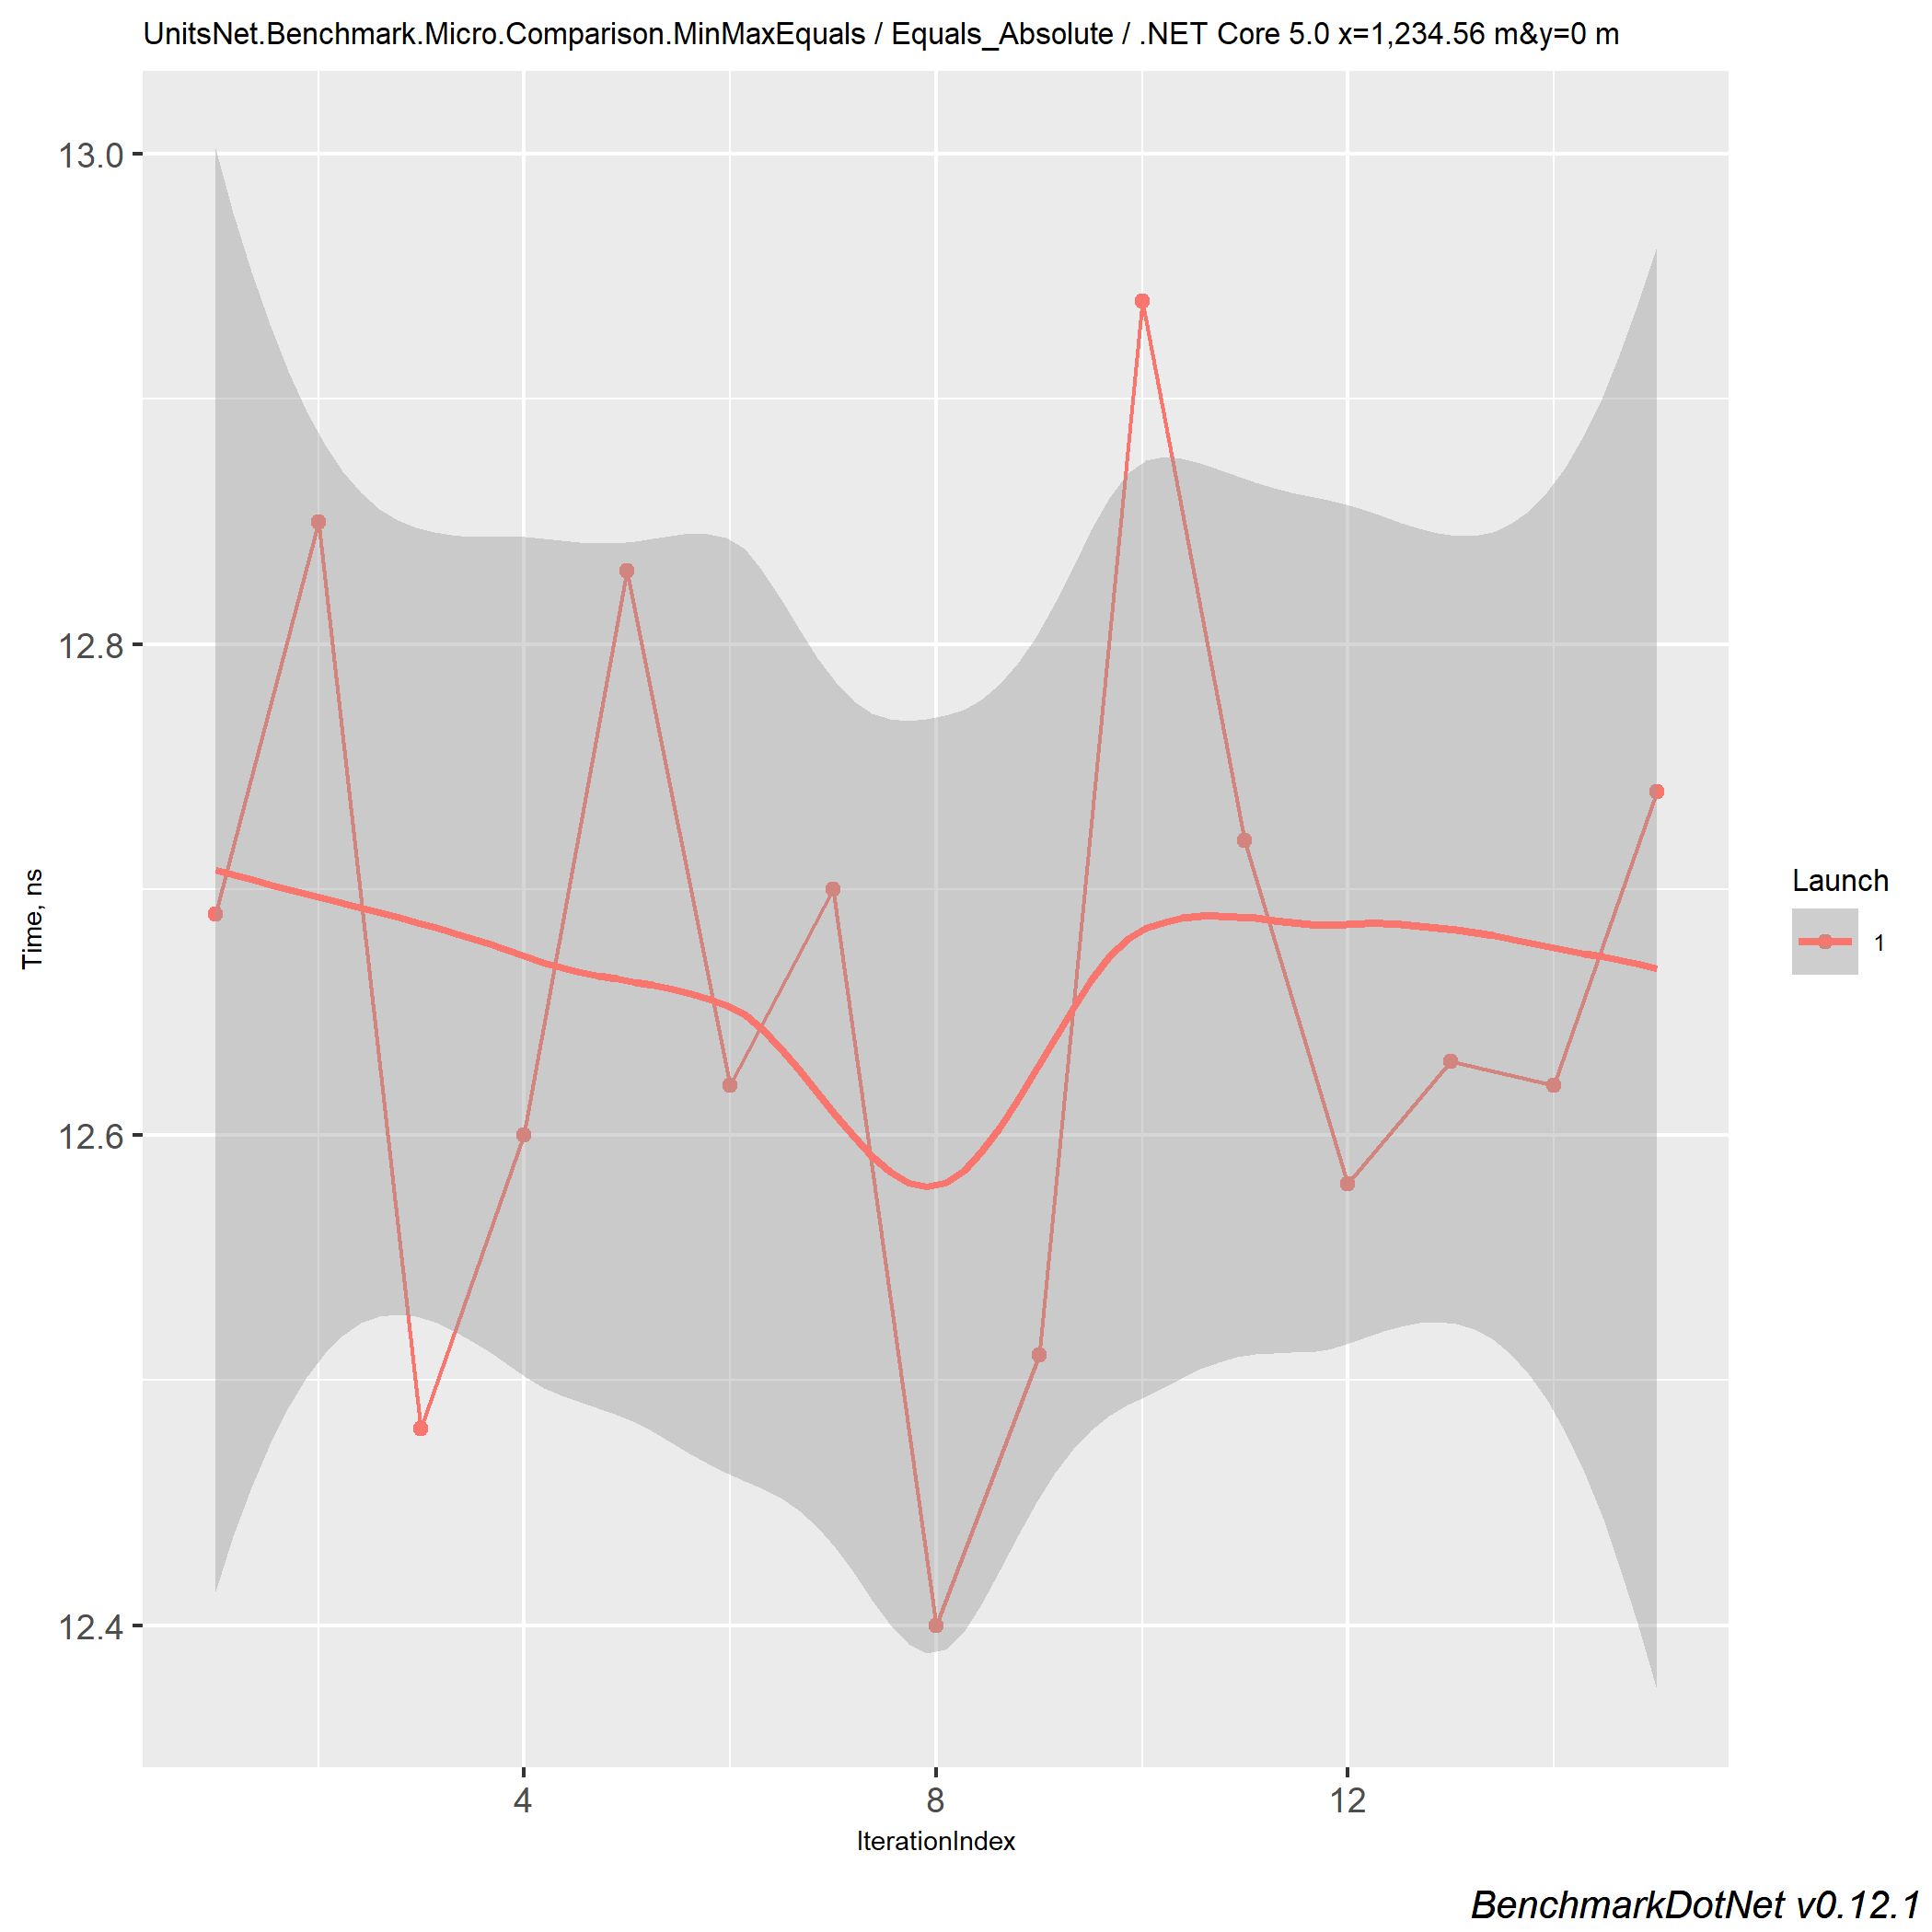 UnitsNet.Benchmark.Micro.Comparison.MinMaxEquals / Equals_Absolute / .NET Core 5.0 x=1,234.56 m&y=0 m
13.0
12.8
12.6
12.4
Time, ns
4
8
12
IterationIndex
Launch
1
BenchmarkDotNet v0.12.1